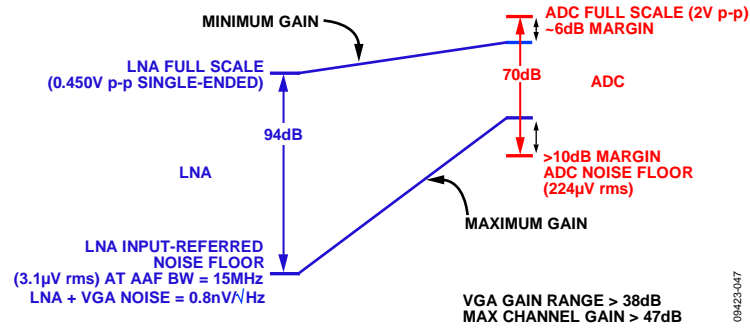 MINIMUM GAIN
ADC FULL SCALE (2V p-p)
~6dB MARGIN
LNA FULL SCALE
(0.450V p-p SINGLE-ENDED)
70dB
ADC
94dB
LNA
>10dB MARGIN
ADC NOISE FLOOR
(224µV rms)
MAXIMUM GAIN
LNA INPUT-REFERRED
NOISE FLOOR
(3.1µV rms) AT AAF BW = 15MHz
LNA + VGA NOISE = 0.8nV/√Hz
VGA GAIN RANGE > 38dB
MAX CHANNEL GAIN > 47dB
09423-047